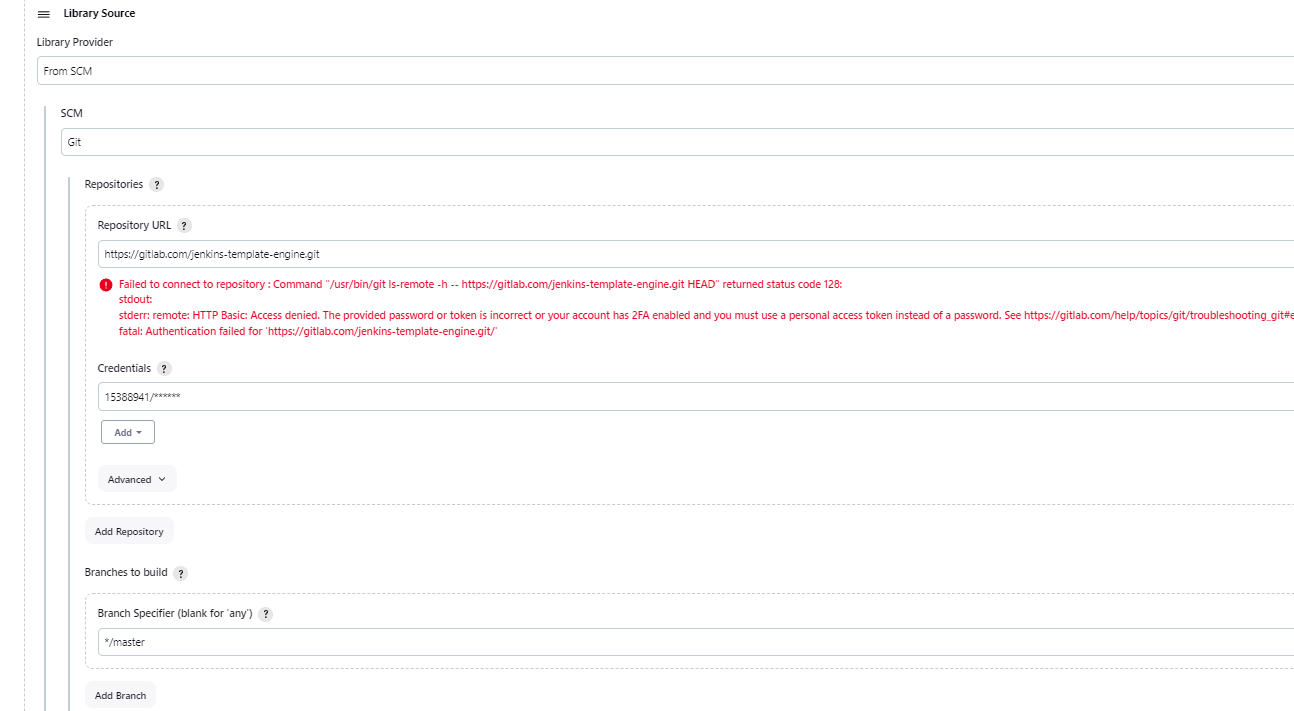 Library Source
Library Provider
From SCM
SCM
Git
Repositories ?
Repository URL ?
https://gitlab.com/jenkins-template-engine.git
Failed to connect to repository : Command "/usr/bin/git ls-remote -h -- https://gitlab.com/jenkins-template-engine.git HEAD" returned status code 128:
stdout:
stderr: remote: HTTP Basic: Access denied. The provided password or token is incorrect or your account has 2FA enabled and you must use a personal access token instead of a password. See https://gitlab.com/help/topics/git/troubleshooting_git#e
fatal: Authentication failed for 'https://gitlab.com/jenkins-template-engine.git/'
Credentials ?
15388941/******
Add
Advanced
Add Repository
Branches to build ?
Branch Specifier (blank for 'any') ?
*/master
Add Branch